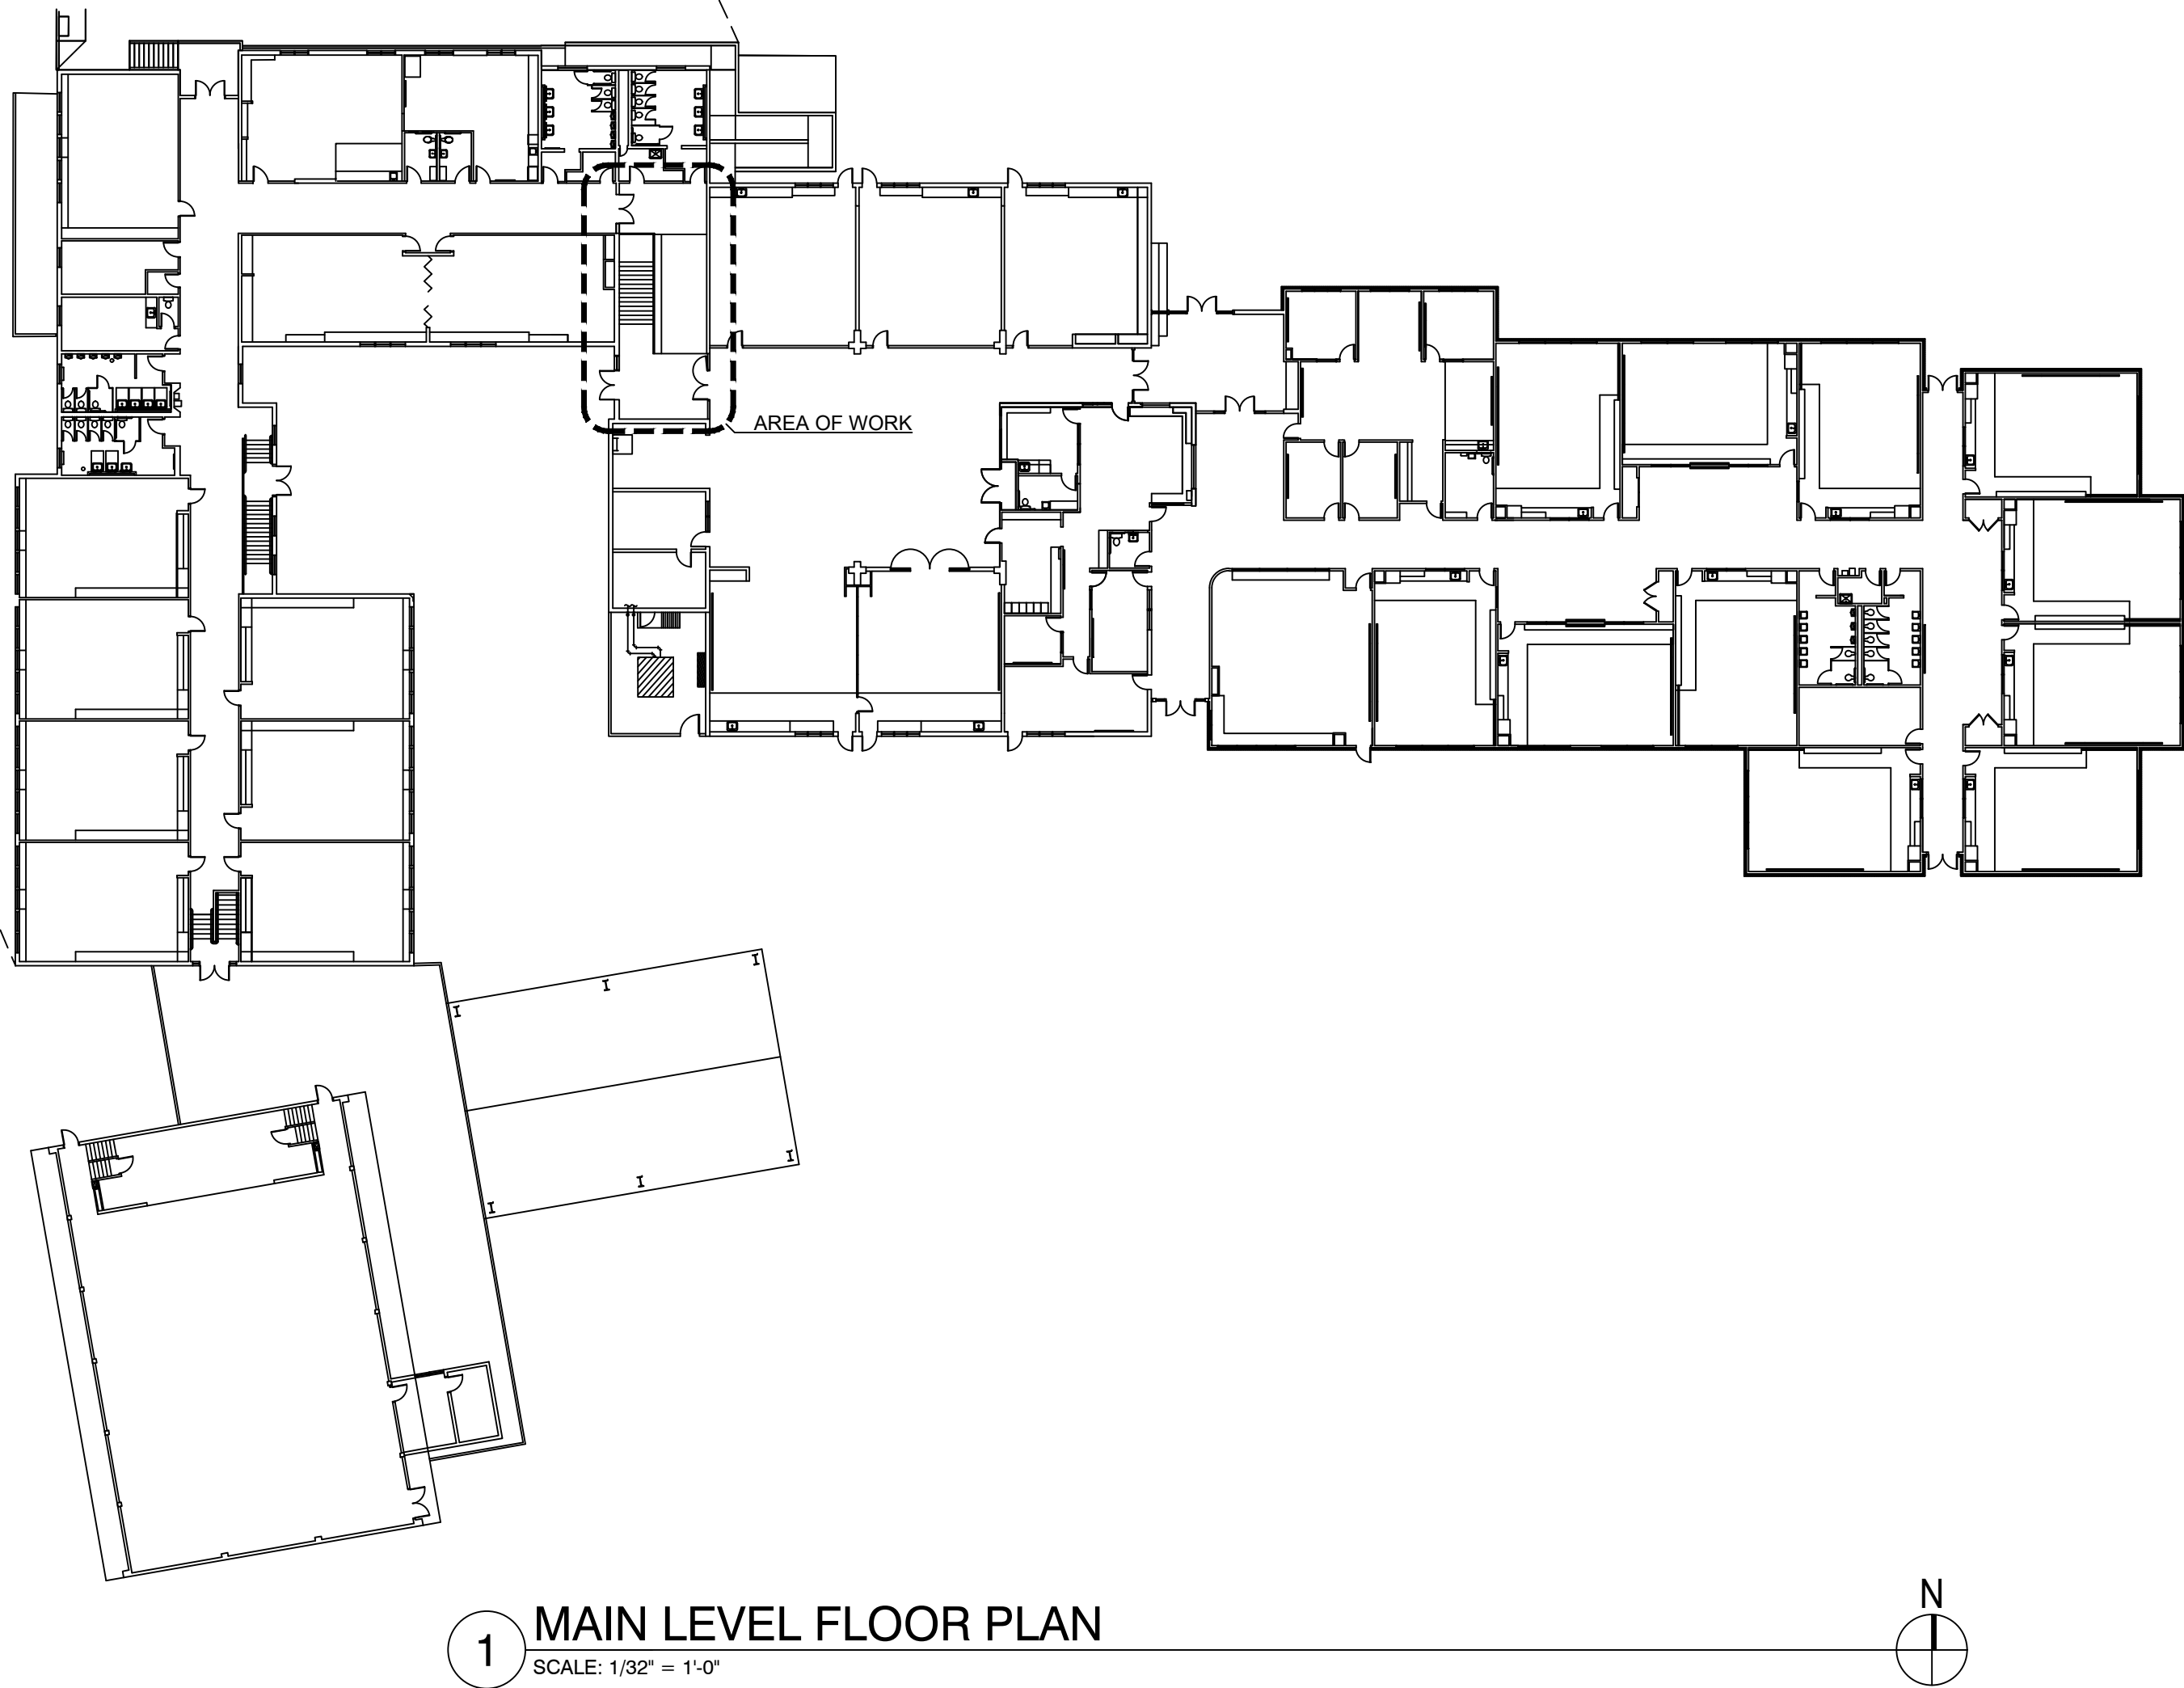 AREA OF WORK
N
1
MAIN LEVEL FLOOR PLAN
SCALE: 1/32" = 1'-0"